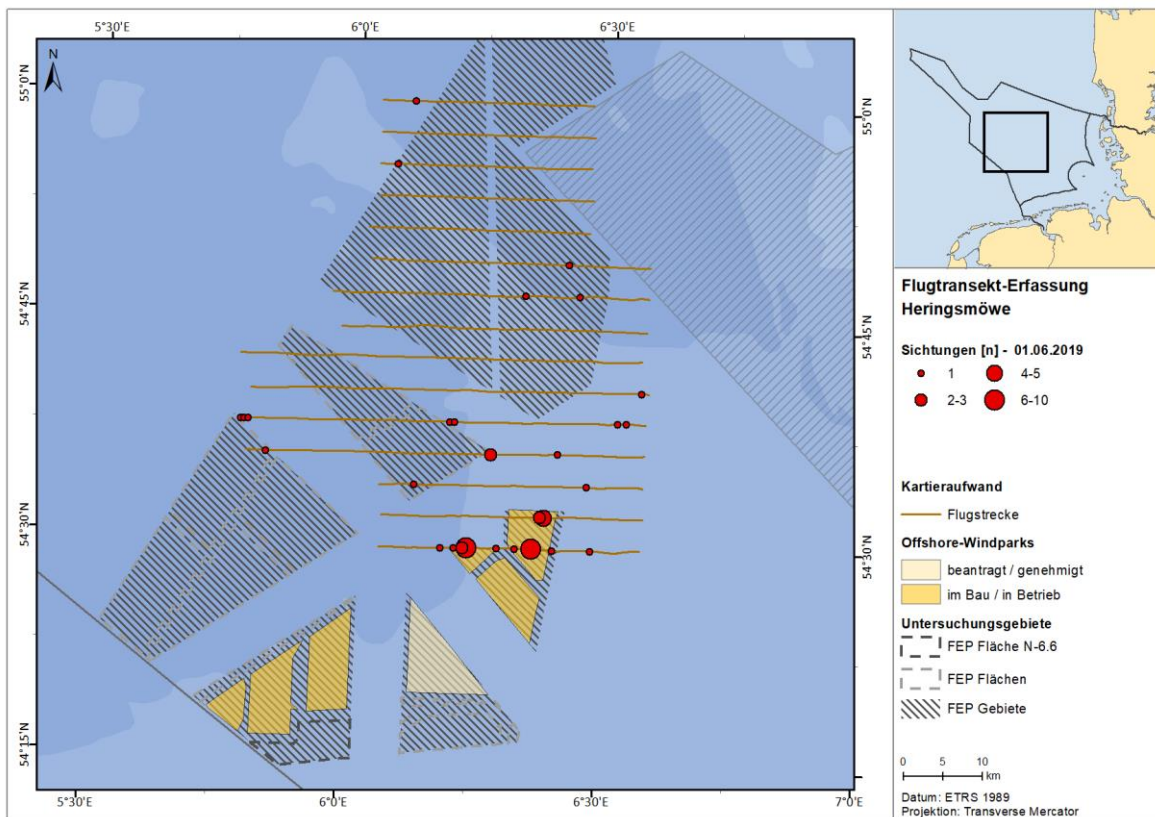 5°30'E
6°0'E
6°30'E
N
55°0'N
55°0'N
54°45'N
54°45'N
54°30'N
54°30'N
54°15'N
5°30'E
6°0'E
6°30'E
7°0'E
Flugtransekt-Erfassung
Heringsmöwe
Sichtungen [n] - 01.06.2019
1
4-5
2-3
6-10
Kartieraufwand
Flugstrecke
Offshore-Windparks
beantragt / genehmigt
im Bau / in Betrieb
Untersuchungsgebiete
FEP Fläche N-6.6
FEP Flächen
FEP Gebiete
0 5 10
km
Datum: ETRS 1989
Projektion: Transverse Mercator